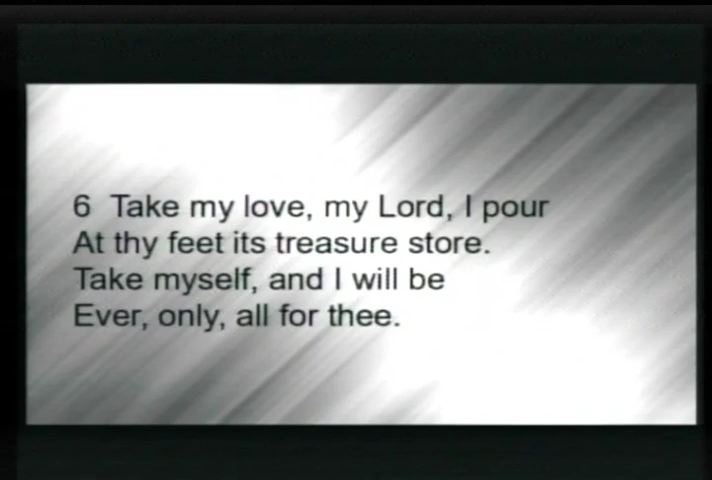 6 Take my love, my Lord, I pour
At thy feet its treasure store.
Take myself, and I will be
Ever, only, all for thee.